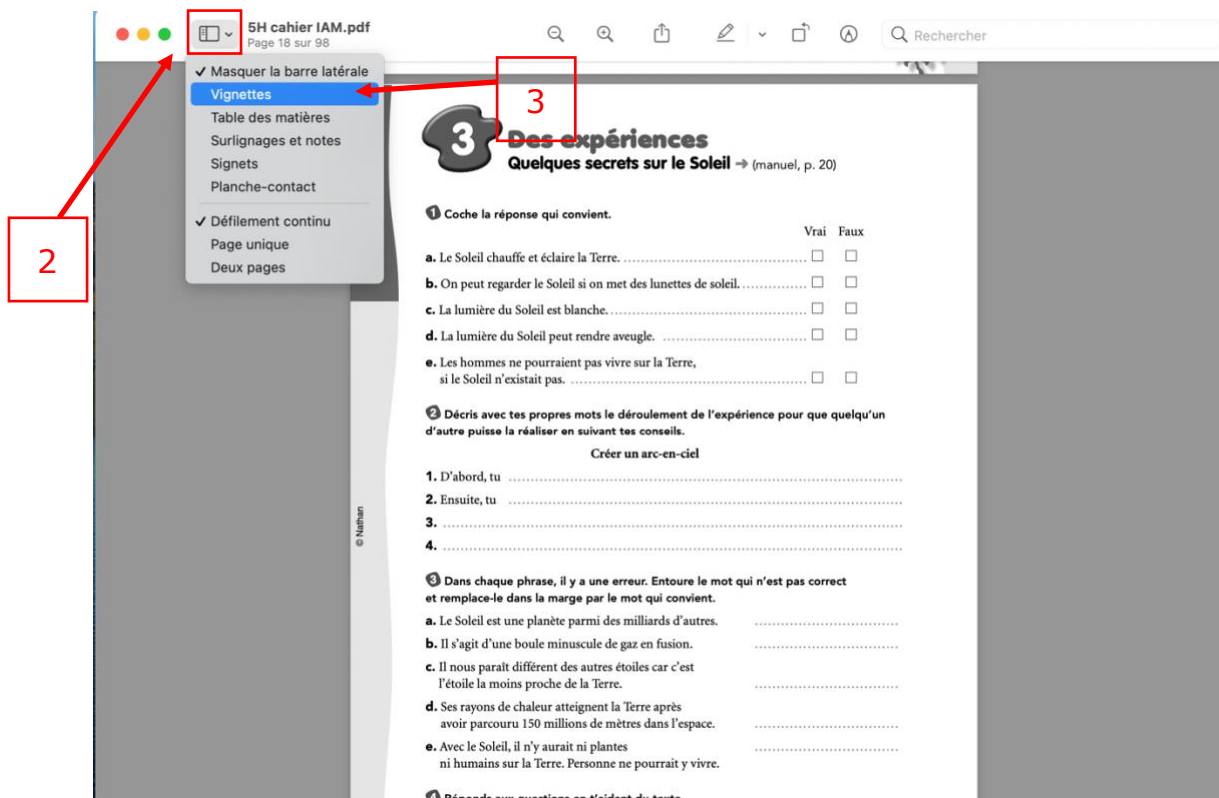 5H cahier IAM.pdf
Page 18 sur 98
Rechercher
✓ Masquer la barre latérale
Vignettes
Table des matières
Surlignages et notes
Signets
Planche-contact
✓ Défilement continu
Page unique
Deux pages
2
3
3 Des expériences
Quelques secrets sur le Soleil ➔ (manuel, p. 20)
1 Coche la réponse qui convient.
Vrai Faux
a. Le Soleil chauffe et éclaire la Terre. ☐ ☐
b. On peut regarder le Soleil si on met des lunettes de soleil. ☐ ☐
c. La lumière du Soleil est blanche. ☐ ☐
d. La lumière du Soleil peut rendre aveugle. ☐ ☐
e. Les hommes ne pourraient pas vivre sur la Terre,
si le Soleil n'existait pas. ☐ ☐
2 Décris avec tes propres mots le déroulement de l'expérience pour que quelqu'un
d'autre puisse la réaliser en suivant tes conseils.
Créer un arc-en-ciel
1. D'abord, tu
2. Ensuite, tu
3.
4.
© Nathan
3 Dans chaque phrase, il y a une erreur. Entoure le mot qui n'est pas correct
et remplace-le dans la marge par le mot qui convient.
a. Le Soleil est une planète parmi des milliards d'autres.
b. Il s'agit d'une boule minuscule de gaz en fusion.
c. Il nous paraît différent des autres étoiles car c'est
l'étoile la moins proche de la Terre.
d. Ses rayons de chaleur atteignent la Terre après
avoir parcouru 150 millions de mètres dans l'espace.
e. Avec le Soleil, il n'y aurait ni plantes
ni humains sur la Terre. Personne ne pourrait y vivre.
4 Réponds aux questions en t'aidant du texte.